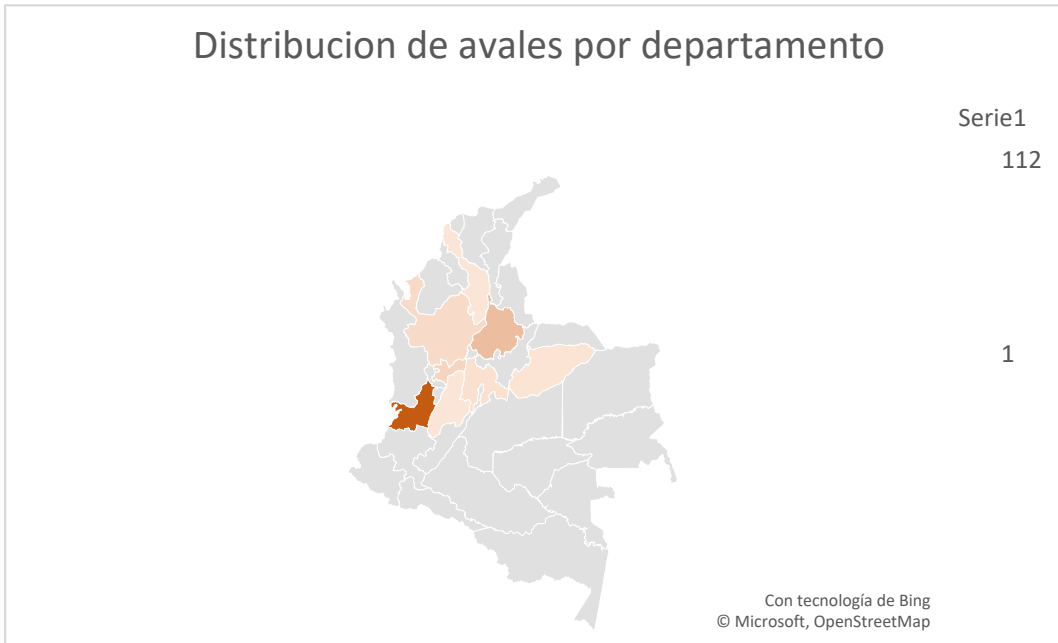 Distribucion de avales por departamento
Serie1
112
1
Con tecnología de Bing
© Microsoft, OpenStreetMap